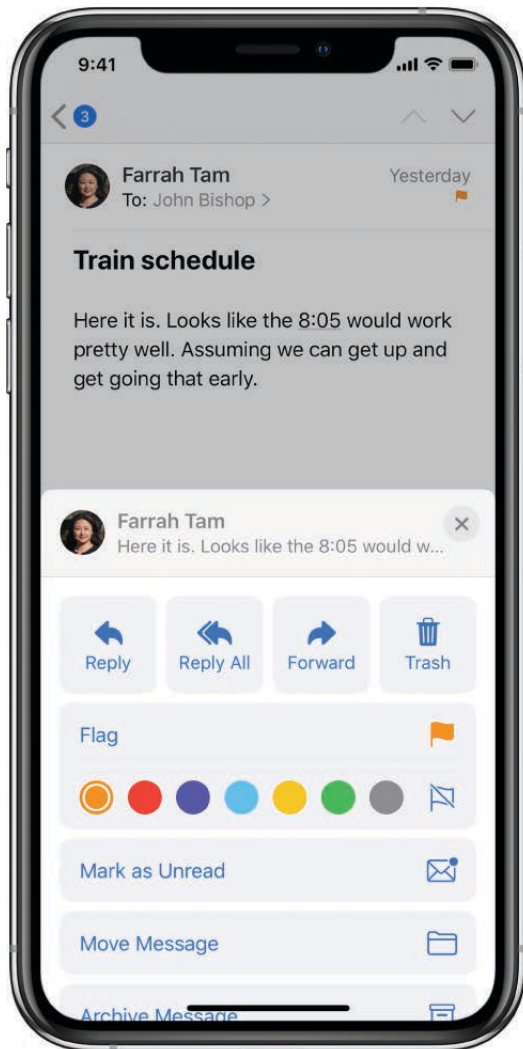 9:41
3
Farrah Tam
Yesterday
To: John Bishop >
Train schedule
Here it is. Looks like the 8:05 would work
pretty well. Assuming we can get up and
get going that early.
Farrah Tam
Here it is. Looks like the 8:05 would w...
Reply
Reply All
Forward
Trash
Flag
Mark as Unread
Move Message
Archive Message